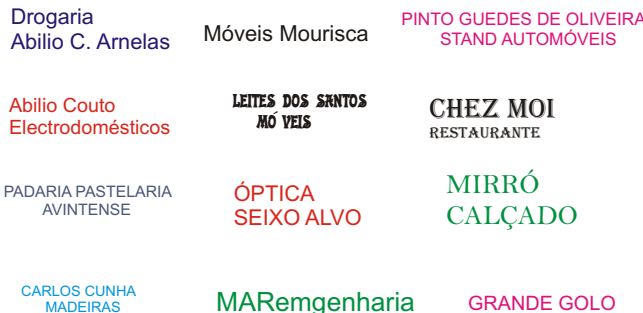 Drogaria
Abilio C. Arnelas
Móveis Mourisca
PINTO GUEDES DE OLIVEIRA
STAND AUTOMÓVEIS
Abilio Couto
Electrodomésticos
LEITES DOS SANTOS
MÓ VEIS
CHEZ MOI
RESTAURANTE
PADARIA PASTELARIA
AVINTENSE
ÓPTICA
SEIXO ALVO
MIRRÓ
CALÇADO
CARLOS CUNHA
MADEIRAS
MARemgenharia
GRANDE GOLO